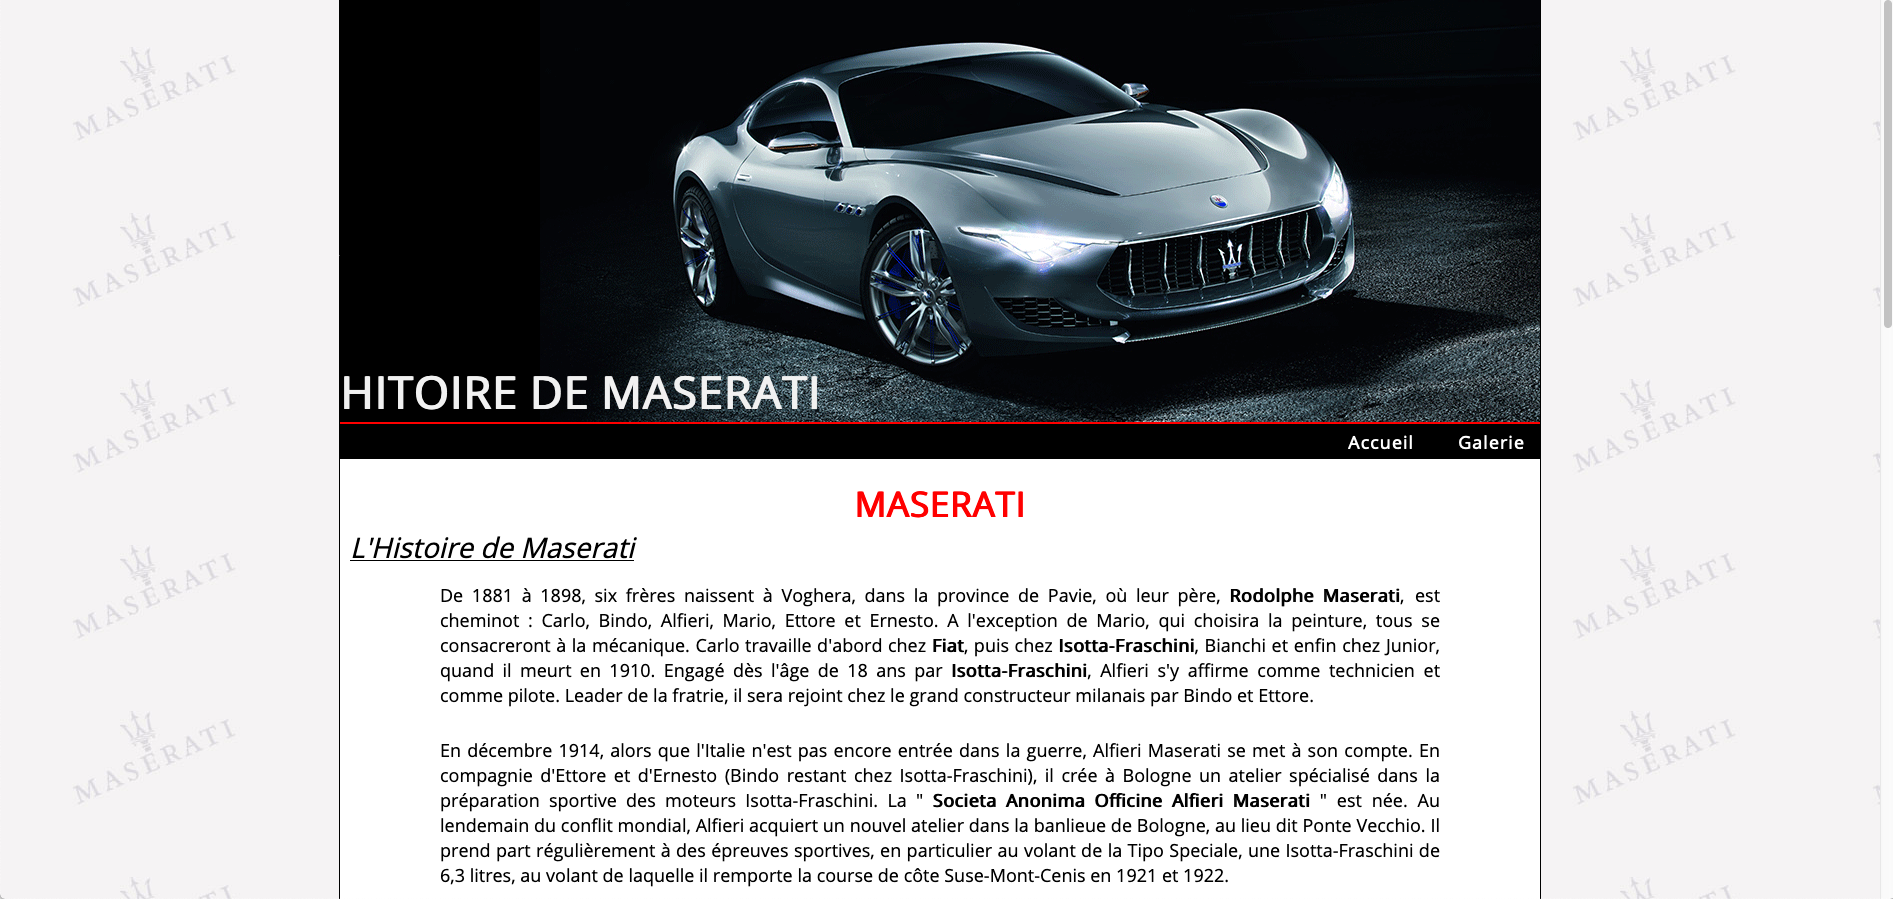 HITOIRE DE MASERATI
Accueil Galerie
MASERATI
L'Histoire de Maserati
De 1881 à 1898, six frères naissent à Voghera, dans la province de Pavie, où leur père, Rodolphe Maserati, est
cheminot : Carlo, Bindo, Alfieri, Mario, Ettore et Ernesto. A l'exception de Mario, qui choisira la peinture, tous se
consacreront à la mécanique. Carlo travaille d'abord chez Fiat, puis chez Isotta-Fraschini, Bianchi et enfin chez Junior,
quand il meurt en 1910. Engagé dès l'âge de 18 ans par Isotta-Fraschini, Alfieri s'y affirme comme technicien et
comme pilote. Leader de la fratrie, il sera rejoint chez le grand constructeur milanais par Bindo et Ettore.
En décembre 1914, alors que l'Italie n'est pas encore entrée dans la guerre, Alfieri Maserati se met à son compte. En
compagnie d'Ettore et d'Ernesto (Bindo restant chez Isotta-Fraschini), il crée à Bologne un atelier spécialisé dans la
préparation sportive des moteurs Isotta-Fraschini. La " Societa Anonima Officine Alfieri Maserati " est née. Au
lendemain du conflit mondial, Alfieri acquiert un nouvel atelier dans la banlieue de Bologne, au lieu dit Ponte Vecchio. Il
prend part régulièrement à des épreuves sportives, en particulier au volant de la Tipo Speciale, une Isotta-Fraschini de
6,3 litres, au volant de laquelle il remporte la course de côte Suse-Mont-Cenis en 1921 et 1922.
MASERATI
MASERATI
MASERATI
MASERATI
MASERATI
MASERATI
MASERATI
MASERATI
MASERATI
MASERATI